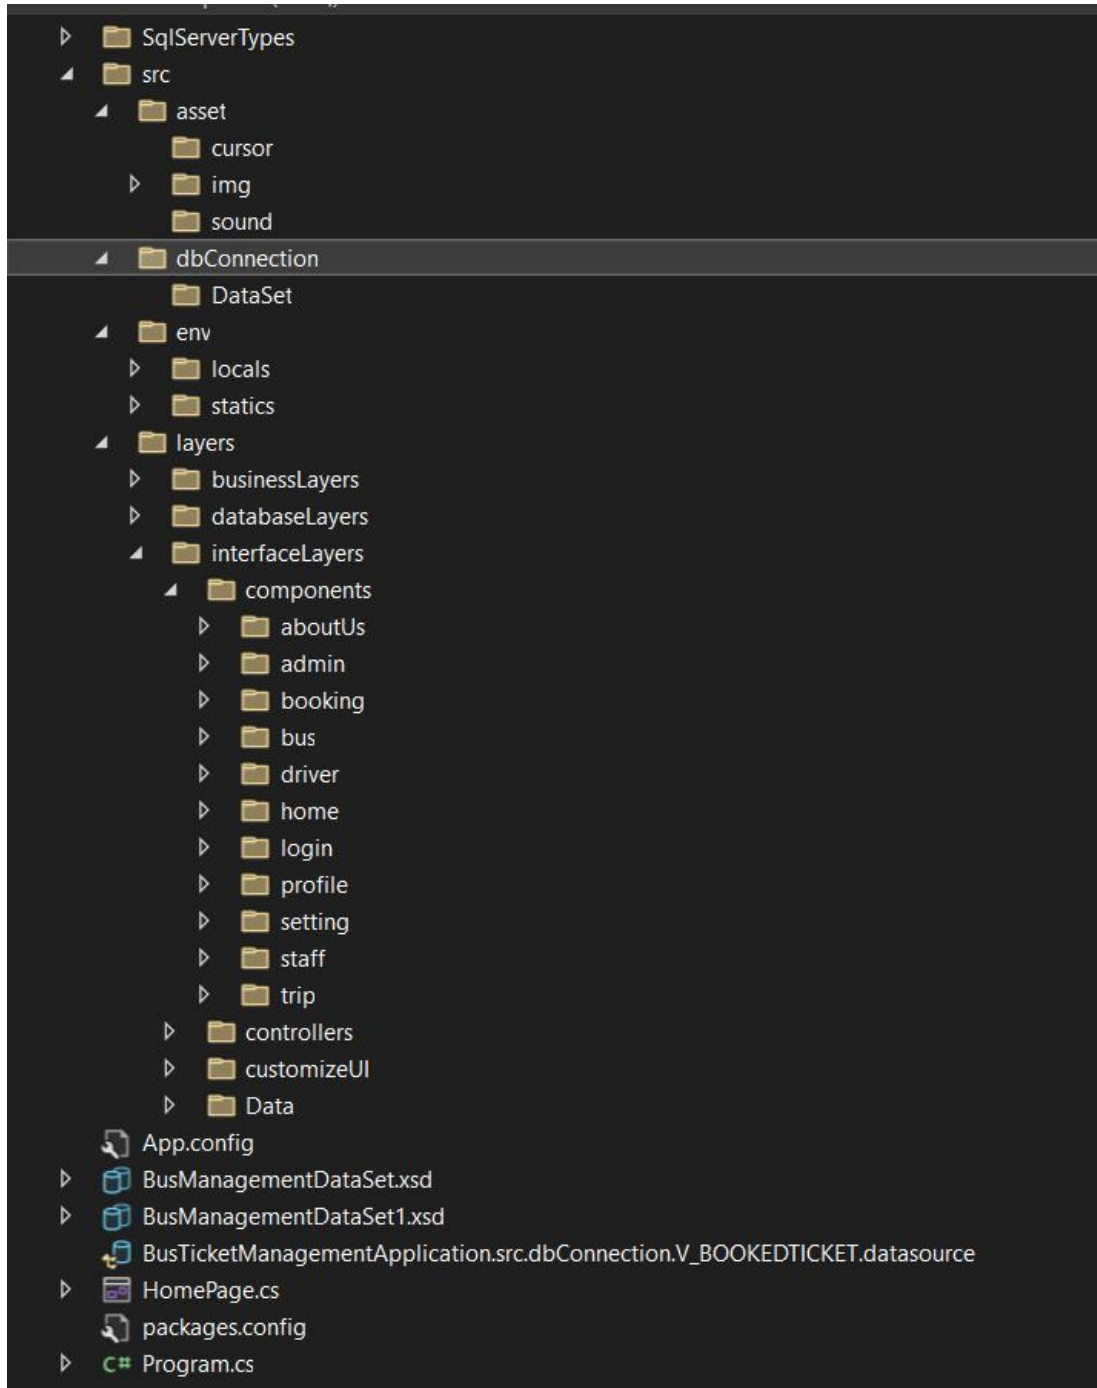 SqlServerTypes
src
asset
cursor
img
sound
dbConnection
DataSet
env
locals
statics
layers
businessLayers
databaseLayers
interfaceLayers
components
aboutUs
admin
booking
bus
driver
home
login
profile
setting
staff
trip
controllers
customizeUI
Data
App.config
BusManagementDataSet.xsd
BusManagementDataSet1.xsd
BusTicketManagementApplication.src.dbConnection.V_BOOKEDTICKET.datasource
HomePage.cs
packages.config
C# Program.cs